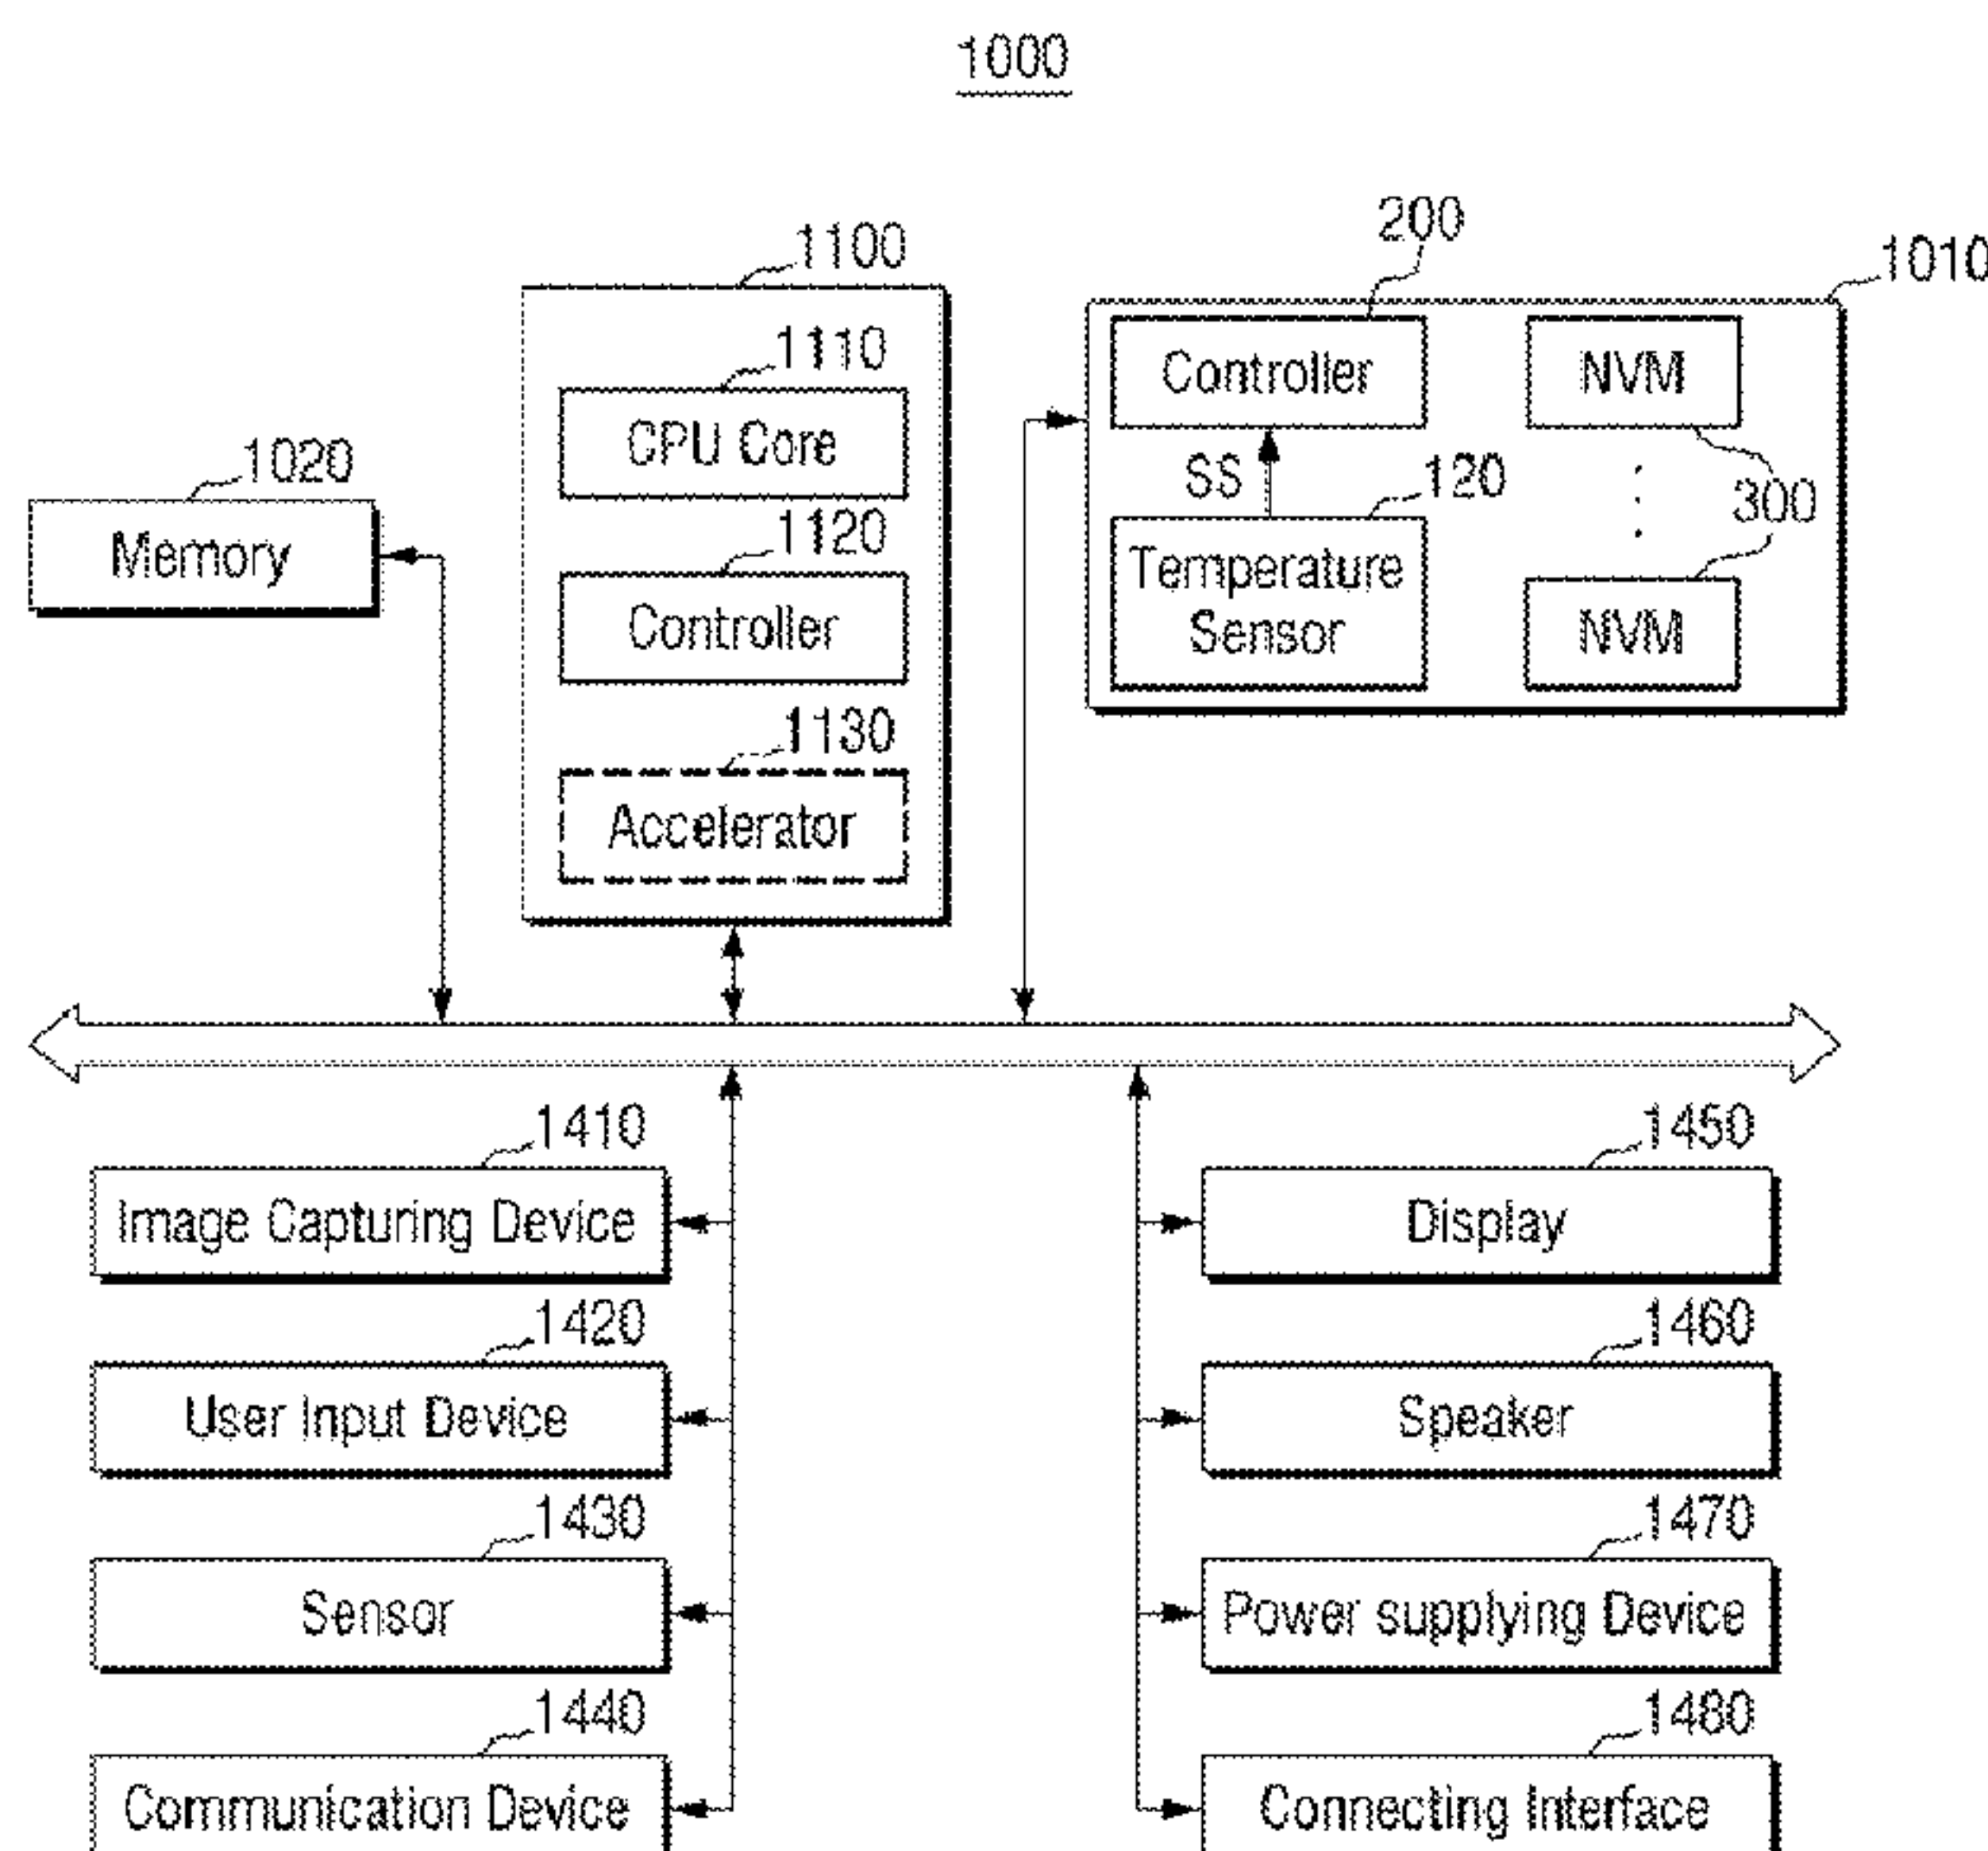 1000
200
1100
1010
1110
Controller
NVM
CPU Core
1020
SS
120
300
Memory
1120
Temperature
Sensor
Controller
NVM
1130
Accelerator
1410
1450
Image Capturing Device
Display
1420
1460
User Input Device
Speaker
1430
1470
Sensor
Power supplying Device
1440
1480
Communication Device
Connecting Interface